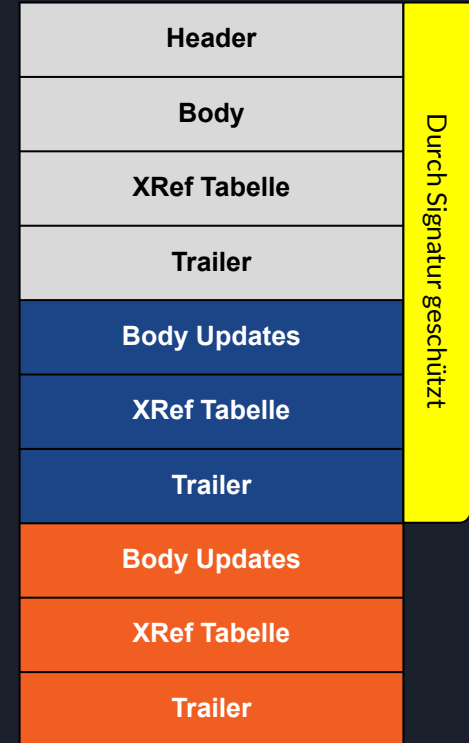 Header
Body
XRef Tabelle
Trailer
Body Updates
XRef Tabelle
Trailer
Body Updates
XRef Tabelle
Trailer
Durch Signatur geschützt